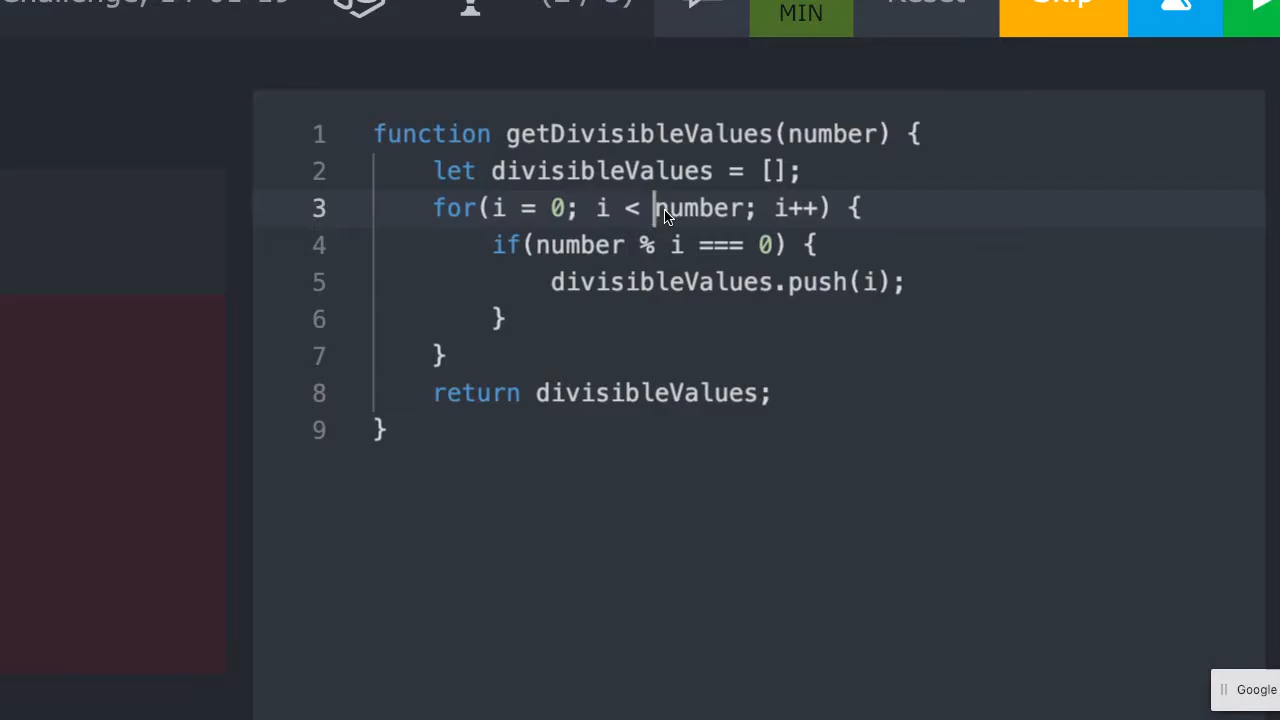 MIN
1 function getDivisibleValues(number) {
2 let divisibleValues = [];
3 for(i = 0; i < number; i++) {
4 if(number % i === 0) {
5 divisibleValues.push(i);
6 }
7 }
8 return divisibleValues;
9 }
Google